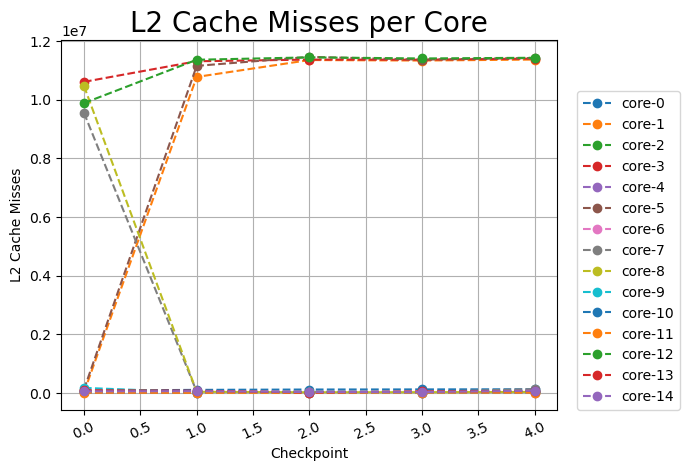 L2 Cache Misses per Core
1e7
1.2
1.0
0.8
0.6
0.4
0.2
0.0
L2 Cache Misses
0.0 0.5 1.0 1.5 2.0 2.5 3.0 3.5 4.0
Checkpoint
core-0
core-1
core-2
core-3
core-4
core-5
core-6
core-7
core-8
core-9
core-10
core-11
core-12
core-13
core-14